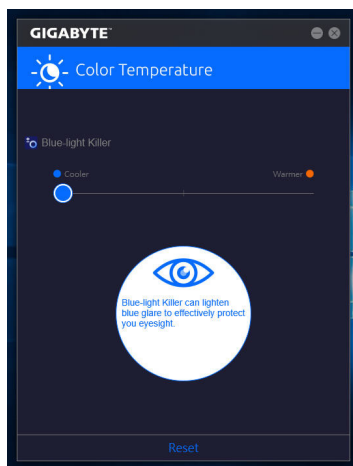 GIGABYTE™
Color Temperature
Blue-light Killer
Cooler
Warmer
Blue-light Killer can lighten
blue glare to effectively protect
you eyesight.
Reset